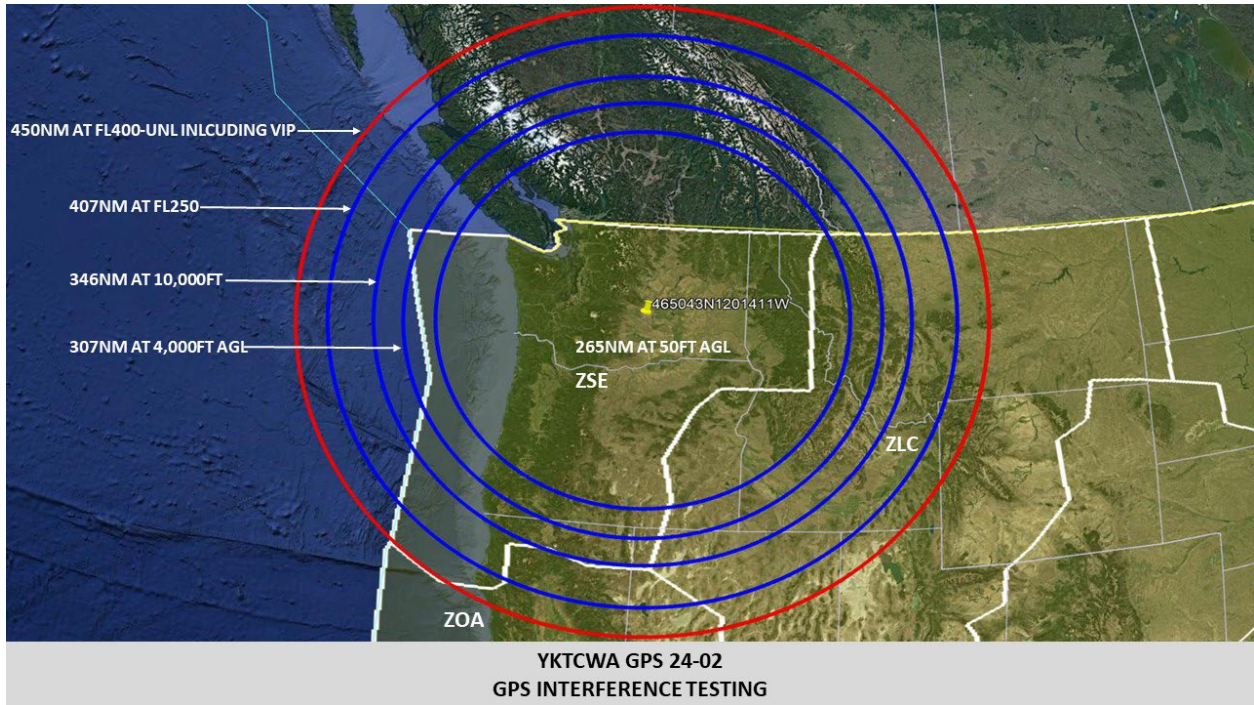 450NM AT FL400-UNL INLCUDING VIP
407NM AT FL250
346NM AT 10,000FT
307NM AT 4,000FT AGL
465043N1201411W
265NM AT 50FT AGL
ZSE
ZLC
ZOA
YKTCWA GPS 24-02
GPS INTERFERENCE TESTING